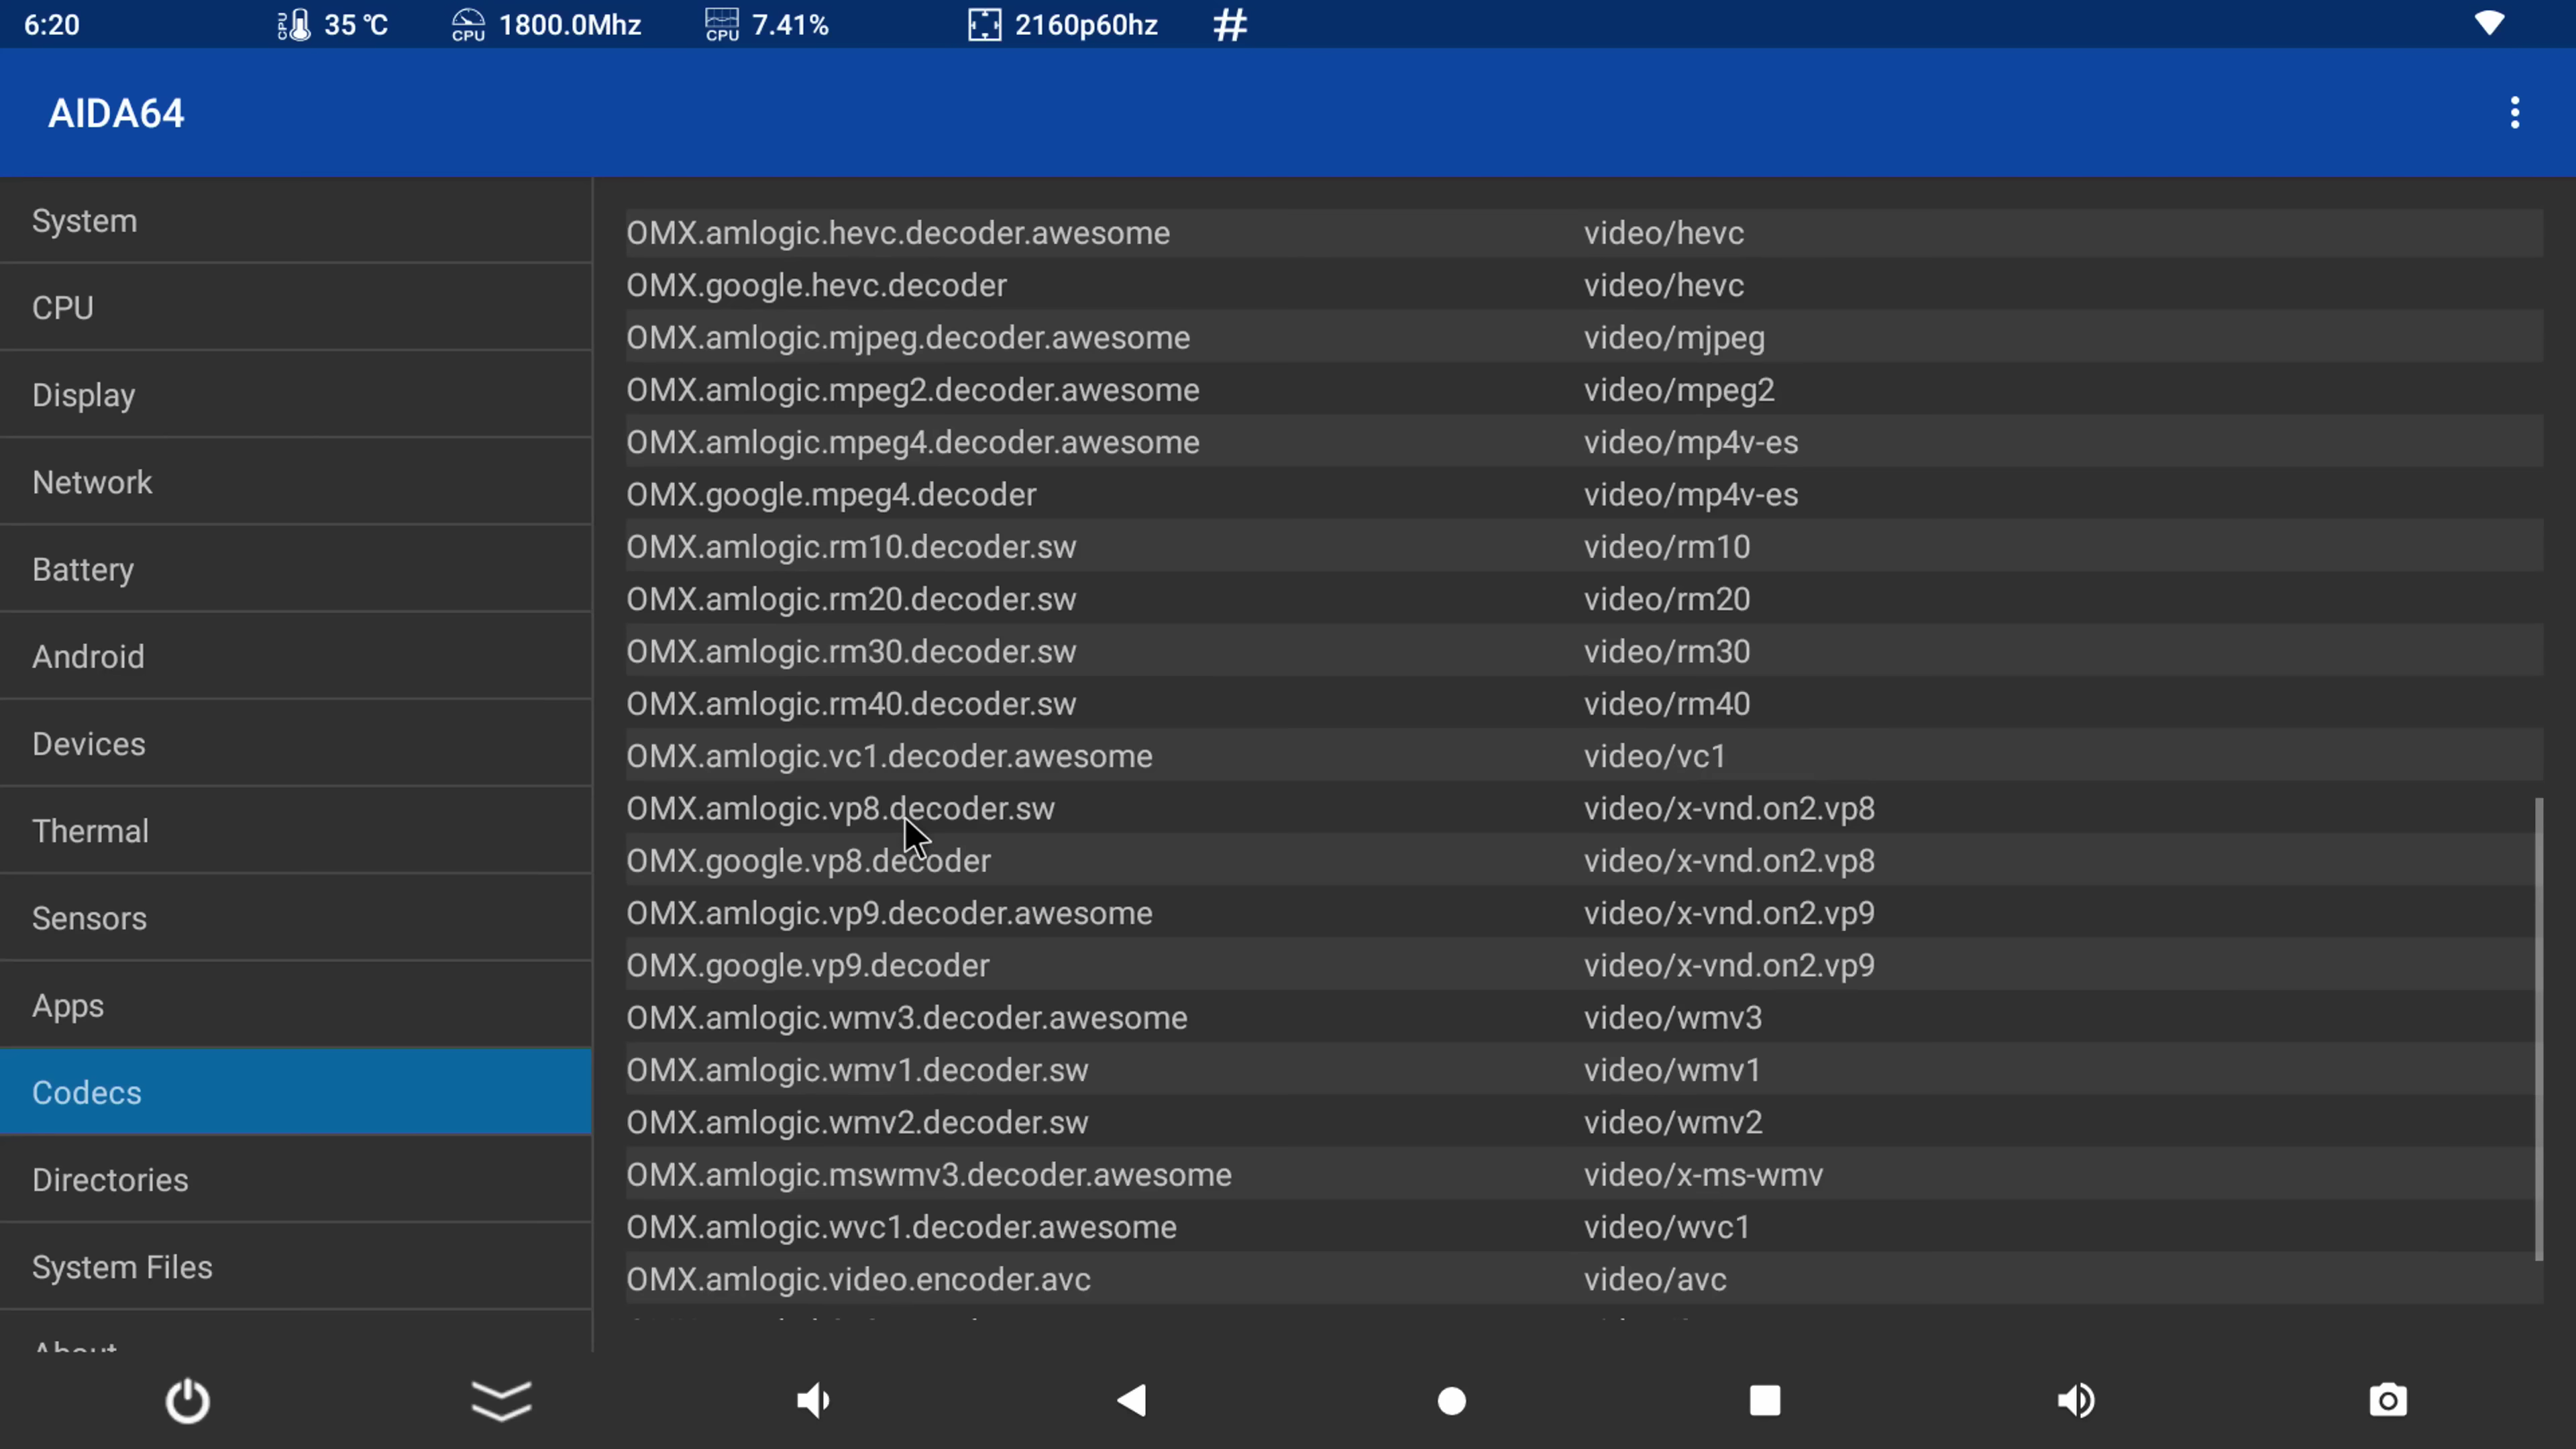 6:20 CPU 35 ℃ CPU 1800.0Mhz CPU 7.41% 2160p60hz #
AIDA64
System
CPU
Display
Network
Battery
Android
Devices
Thermal
Sensors
Apps
Codecs
Directories
System Files
About
OMX.amlogic.hevc.decoder.awesome video/hevc
OMX.google.hevc.decoder video/hevc
OMX.amlogic.mjpeg.decoder.awesome video/mjpeg
OMX.amlogic.mpeg2.decoder.awesome video/mpeg2
OMX.amlogic.mpeg4.decoder.awesome video/mp4v-es
OMX.google.mpeg4.decoder video/mp4v-es
OMX.amlogic.rm10.decoder.sw video/rm10
OMX.amlogic.rm20.decoder.sw video/rm20
OMX.amlogic.rm30.decoder.sw video/rm30
OMX.amlogic.rm40.decoder.sw video/rm40
OMX.amlogic.vc1.decoder.awesome video/vc1
OMX.amlogic.vp8.decoder.sw video/x-vnd.on2.vp8
OMX.google.vp8.decoder video/x-vnd.on2.vp8
OMX.amlogic.vp9.decoder.awesome video/x-vnd.on2.vp9
OMX.google.vp9.decoder video/x-vnd.on2.vp9
OMX.amlogic.wmv3.decoder.awesome video/wmv3
OMX.amlogic.wmv1.decoder.sw video/wmv1
OMX.amlogic.wmv2.decoder.sw video/wmv2
OMX.amlogic.mswmv3.decoder.awesome video/x-ms-wmv
OMX.amlogic.wvc1.decoder.awesome video/wvc1
OMX.amlogic.video.encoder.avc video/avc